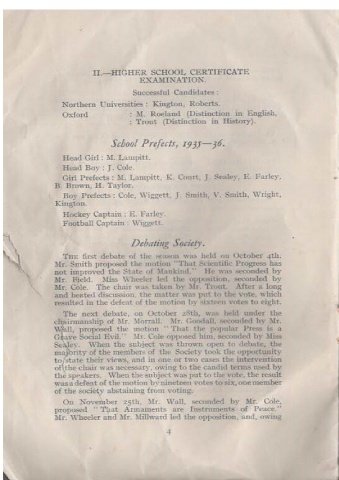 II.—HIGHER SCHOOL CERTIFICATE
EXAMINATION.
Successful Candidates :
Northern Universities : Kington, Roberts.
Oxford : M. Roeland (Distinction in English,
: Trout (Distinction in History).
School Prefects, 1935—36.
Head Girl : M. Lampitt.
Head Boy : J. Cole.
Girl Prefects : M. Lampitt, K. Court, J. Sealey, E. Farley,
B. Brown, H. Taylor.
Boy Prefects : Cole, Wiggett, J. Smith, V. Smith, Wright,
Kington.
Hockey Captain : E. Farley.
Football Captain : Wiggett.
Debating Society.
THE first debate of the season was held on October 4th.
Mr. Smith proposed the motion "That Scientific Progress has
not improved the State of Mankind." He was seconded by
Mr. Field. Miss Wheeler led the opposition, seconded by
Mr. Cole. The chair was taken by Mr. Trout. After a long
and heated discussion, the matter was put to the vote, which
resulted in the defeat of the motion by sixteen votes to eight.
The next debate, on October 28th, was held under the
chairmanship of Mr. Morrall. Mr. Goodall, seconded by Mr.
Wall, proposed the motion "That the popular Press is a
Grave Social Evil." Mr. Cole opposed him, seconded by Miss
Sealey. When the subject was thrown open to debate, the
majority of the members of the Society took the opportunity
to state their views, and in one or two cases the intervention
of the chair was necessary, owing to the candid terms used by
the speakers. When the subject was put to the vote, the result
was a defeat of the motion by nineteen votes to six, one member
of the society abstaining from voting.
On November 25th, Mr. Wall, seconded by Mr. Cole,
proposed "That Armaments are Instruments of Peace."
Mr. Wheeler and Mr. Millward led the opposition, and, owing
4